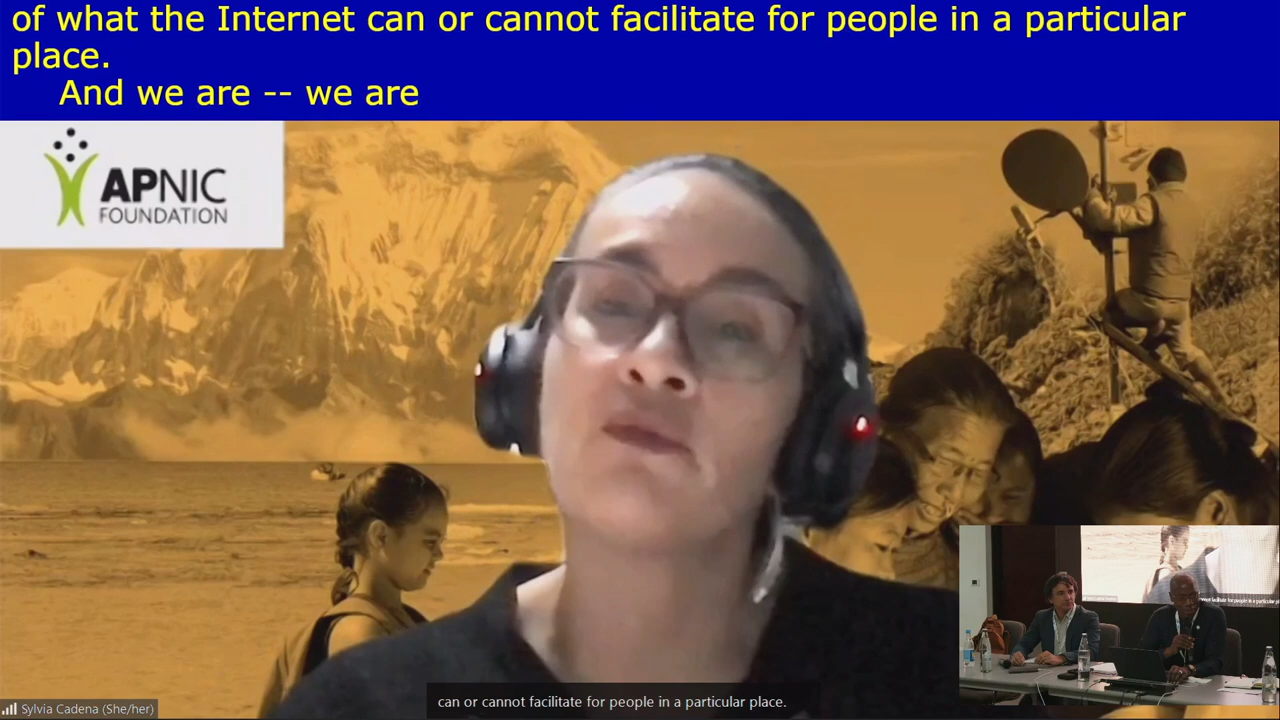 of what the Internet can or cannot facilitate for people in a particular
place.
And we are -- we are
APNIC
FOUNDATION
Sylvia Cadena (She/her)
can or cannot facilitate for people in a particular place.